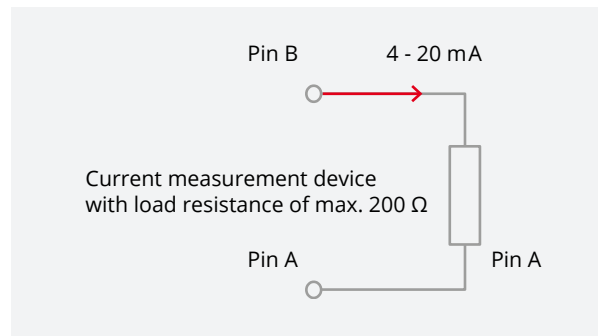 Pin B
4 - 20 mA
Current measurement device
with load resistance of max. 200 Ω
Pin A
Pin A